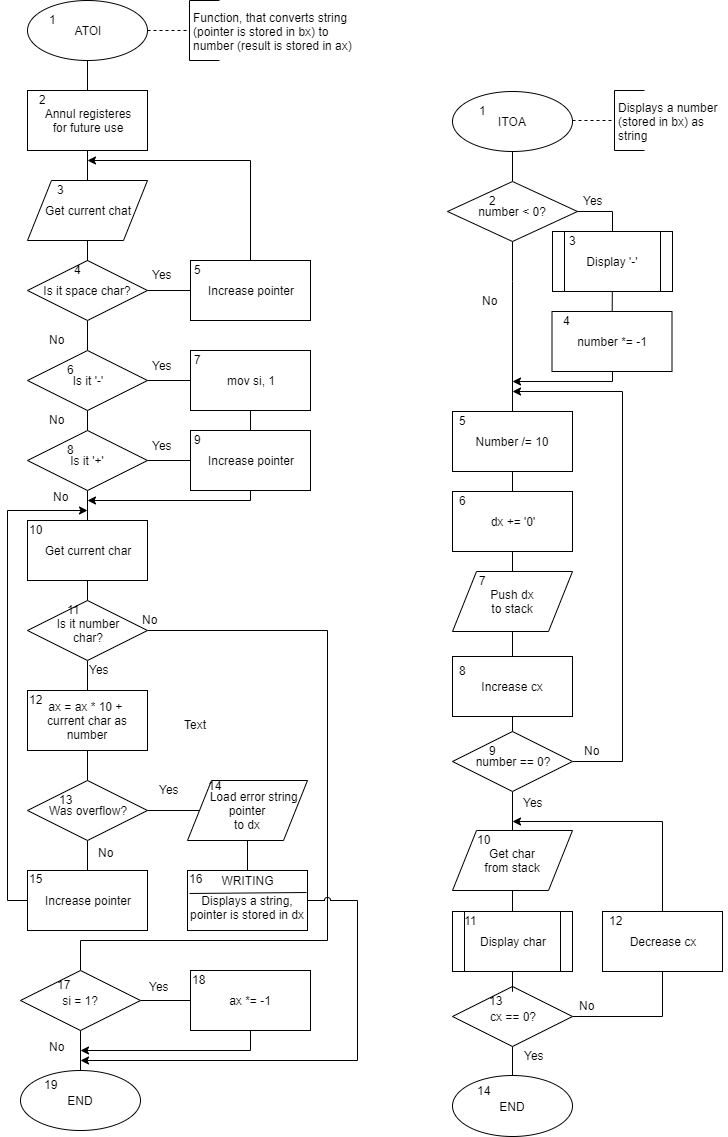 1
ATOI
Function, that converts string
(pointer is stored in bx) to
number (result is stored in ax)
2
Annul registeres
for future use
3
Get current chat
4
Is it space char?
Yes
5
Increase pointer
No
6
Is it '-'
Yes
7
mov si, 1
No
8
Is it '+'
Yes
9
Increase pointer
No
10
Get current char
11
Is it number
char?
No
Yes
12
ax = ax * 10 +
current char as
number
Text
13
Was overflow?
Yes
14
Load error string
pointer
to dx
No
15
Increase pointer
16
WRITING
Displays a string,
pointer is stored in dx
17
si = 1?
Yes
18
ax *= -1
No
19
END
1
ITOA
Displays a number
(stored in bx) as
string
2
number < 0?
Yes
3
Display '-'
No
4
number *= -1
5
Number /= 10
6
dx += '0'
7
Push dx
to stack
8
Increase cx
9
number == 0?
No
Yes
10
Get char
from stack
11
Display char
12
Decrease cx
13
cx == 0?
No
Yes
14
END